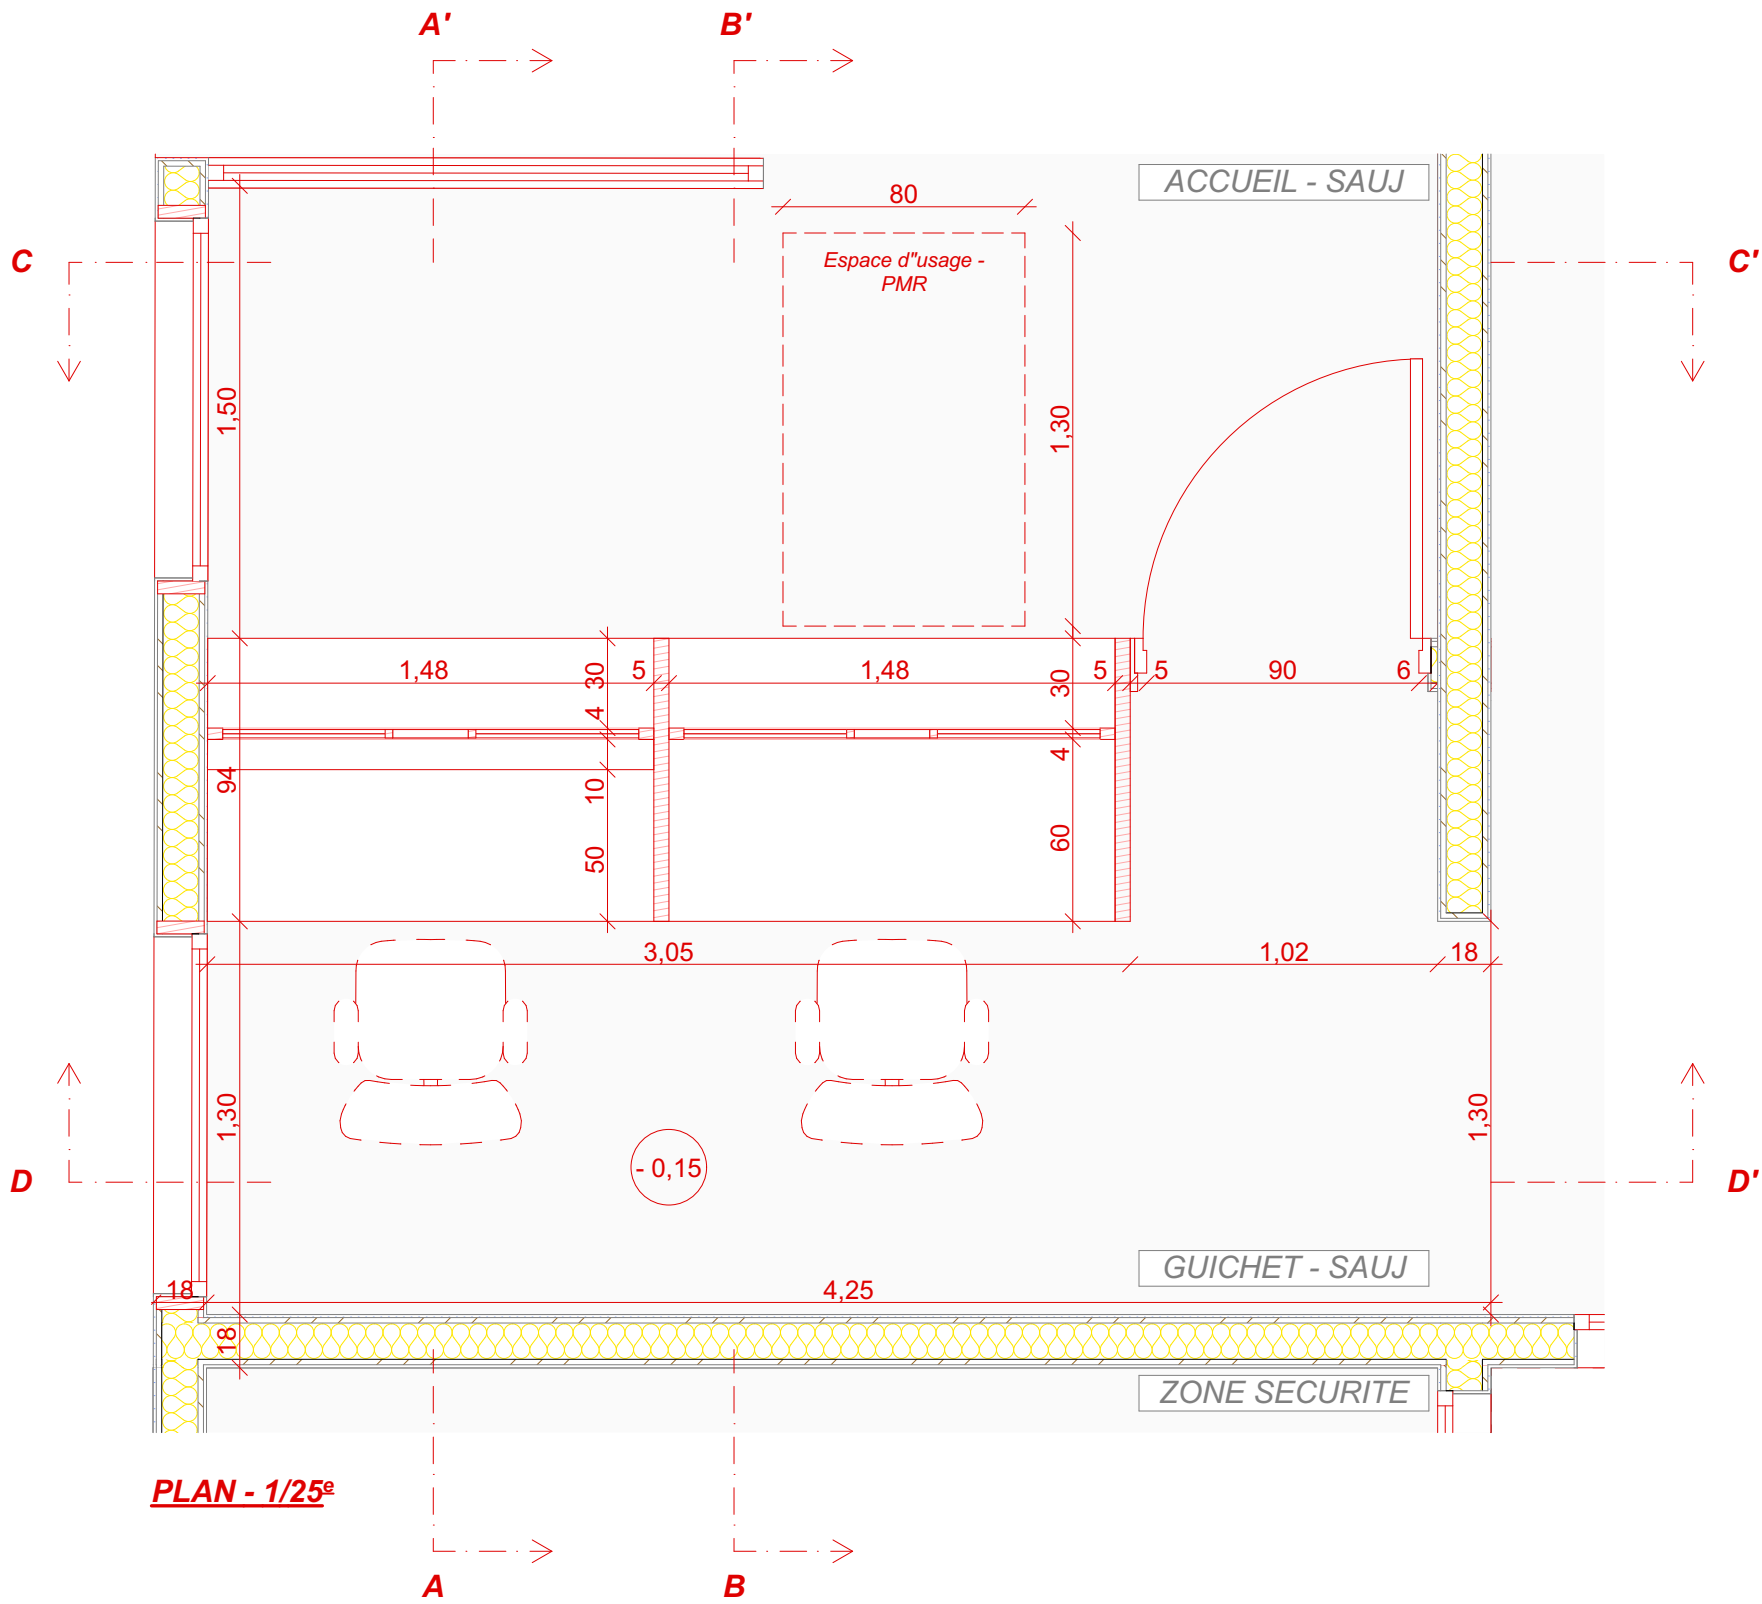 A'
B'
ACCUEIL - SAUJ
80
C
Espace d"usage -
PMR
C'
1,50
1,30
1,48
30
5
1,48
30
5
5
90
6
4
4
94
10
50
60
3,05
1,02
18
1,30
1,30
- 0,15
D
D'
GUICHET - SAUJ
18
4,25
18
ZONE SECURITE
PLAN - 1/25e
A
B